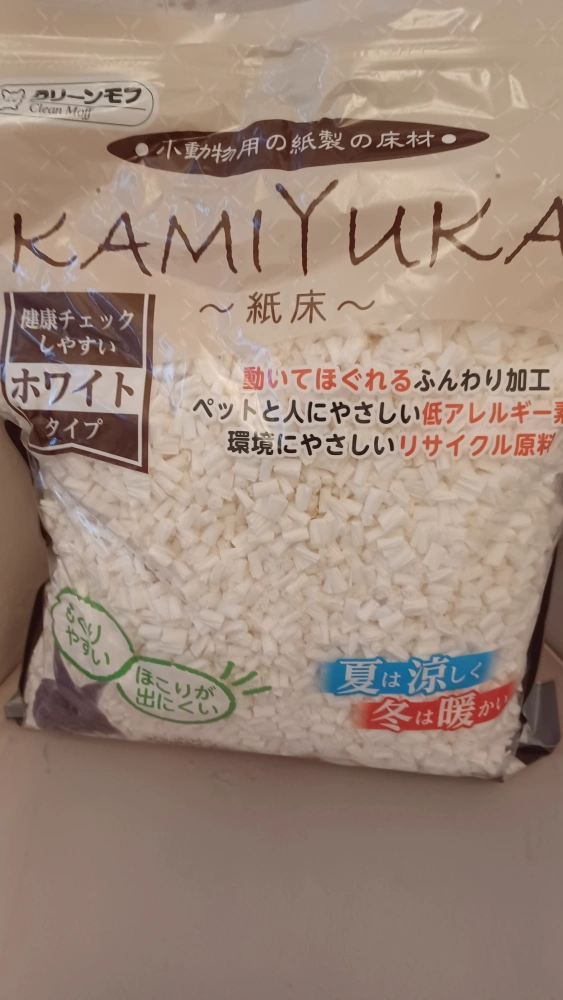 クリーンモフ
Clean Moff
小動物用の紙製の床材
KAMIYUKA
～紙床～
健康チェック
しやすい
ホワイト
タイプ
動いてほぐれるふんわり加工
ペットと人にやさしい低アレルギー素
環境にやさしいリサイクル原料
やすい
ほこりが
出にくい
夏は涼しく
冬は暖かい